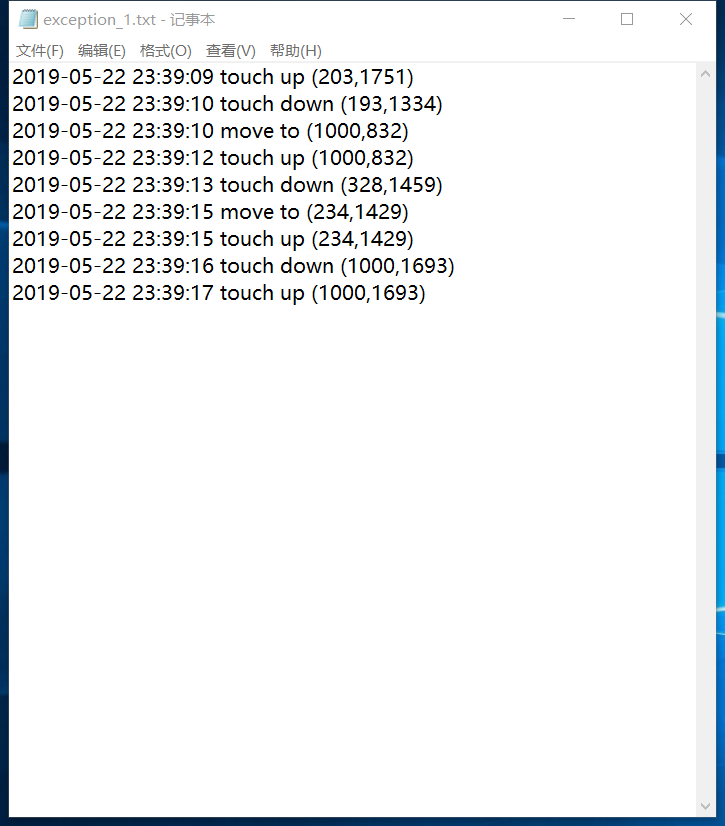 exception_1.txt - 记事本
文件(F) 编辑(E) 格式(O) 查看(V) 帮助(H)
2019-05-22 23:39:09 touch up (203,1751)
2019-05-22 23:39:10 touch down (193,1334)
2019-05-22 23:39:10 move to (1000,832)
2019-05-22 23:39:12 touch up (1000,832)
2019-05-22 23:39:13 touch down (328,1459)
2019-05-22 23:39:15 move to (234,1429)
2019-05-22 23:39:15 touch up (234,1429)
2019-05-22 23:39:16 touch down (1000,1693)
2019-05-22 23:39:17 touch up (1000,1693)